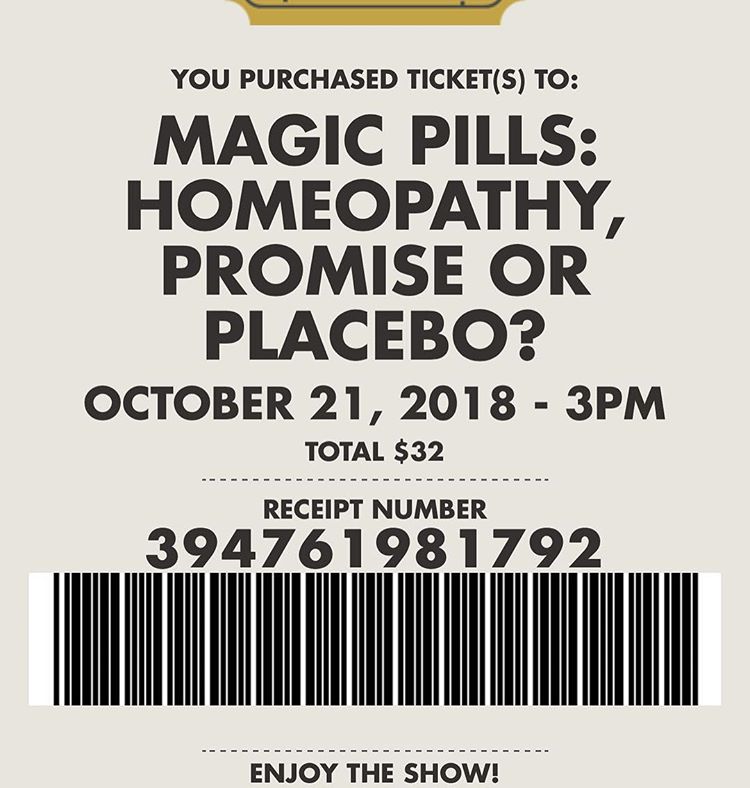 YOU PURCHASED TICKET(S) TO:
MAGIC PILLS:
HOMEOPATHY,
PROMISE OR
PLACEBO?
OCTOBER 21, 2018 - 3PM
TOTAL $32
RECEIPT NUMBER
394761981792
ENJOY THE SHOW!